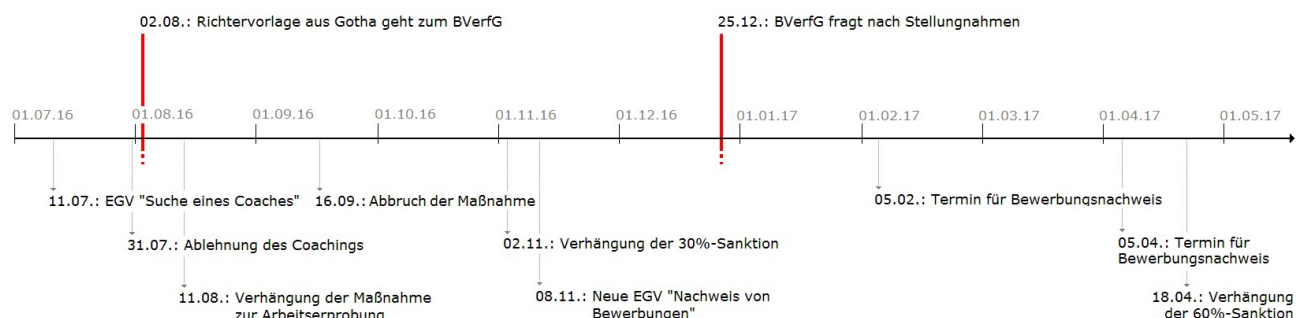 02.08.: Richtervorlage aus Gotha geht zum BVerfG
25.12.: BVerfG fragt nach Stellungnahmen
01.07.16
01.08.16
01.09.16
01.10.16
01.11.16
01.12.16
01.01.17
01.02.17
01.03.17
01.04.17
01.05.17
11.07.: EGV "Suche eines Coaches"
16.09.: Abbruch der Maßnahme
05.02.: Termin für Bewerbungsnachweis
31.07.: Ablehnung des Coachings
02.11.: Verhängung der 30%-Sanktion
05.04.: Termin für
Bewerbungsnachweis
11.08.: Verhängung der Maßnahme
zur Arbeitserprobung
08.11.: Neue EGV "Nachweis von
Bewerbungen"
18.04.: Verhängung
der 60%-Sanktion